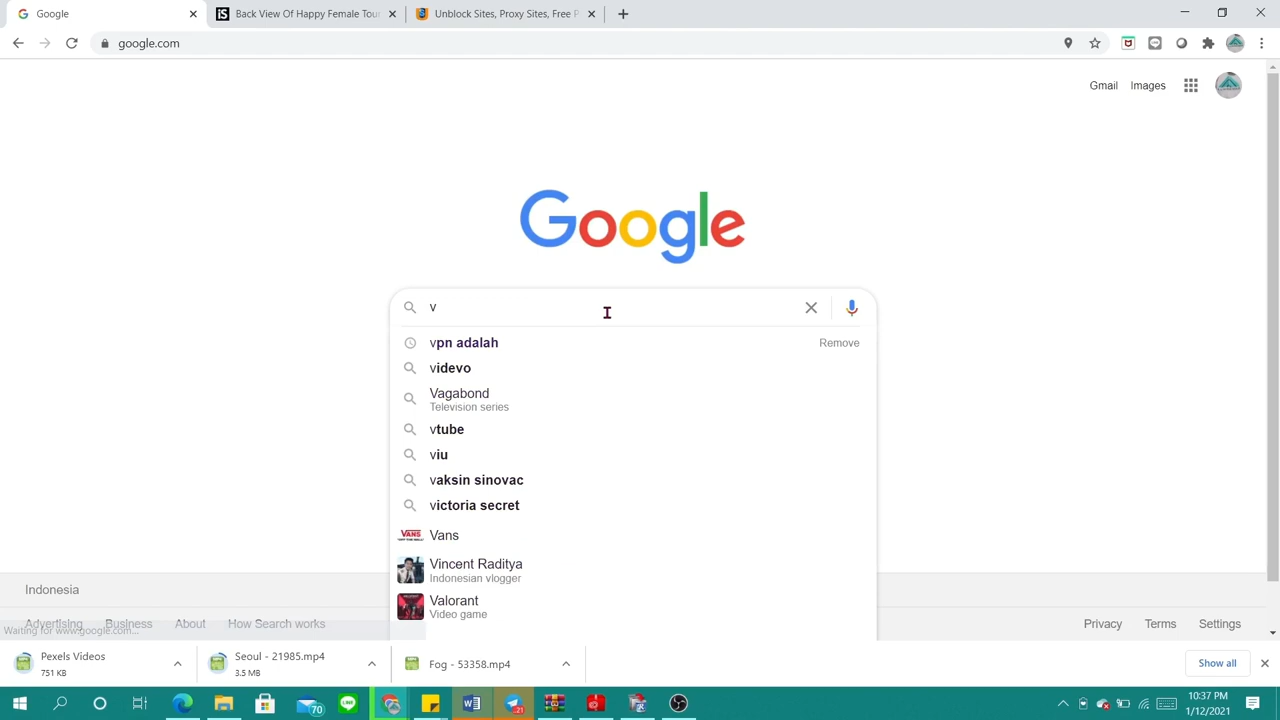 Google
Back View Of Happy Female Tour
Unblock Sites, Proxy Sites, Free P
google.com
Gmail
Images
Google
v
vpn adalah
Remove
videvo
Vagabond
Television series
vtube
viu
vaksin sinovac
victoria secret
VANS
Vans
Vincent Raditya
Indonesian vlogger
Valorant
Video game
Indonesia
Advertising
Business
About
How Search works
Privacy
Terms
Settings
Waiting for www.google.com...
Pexels Videos
751 KB
Seoul - 21985.mp4
3.5 MB
Fog - 53358.mp4
Show all
70
21
10:37 PM
1/12/2021